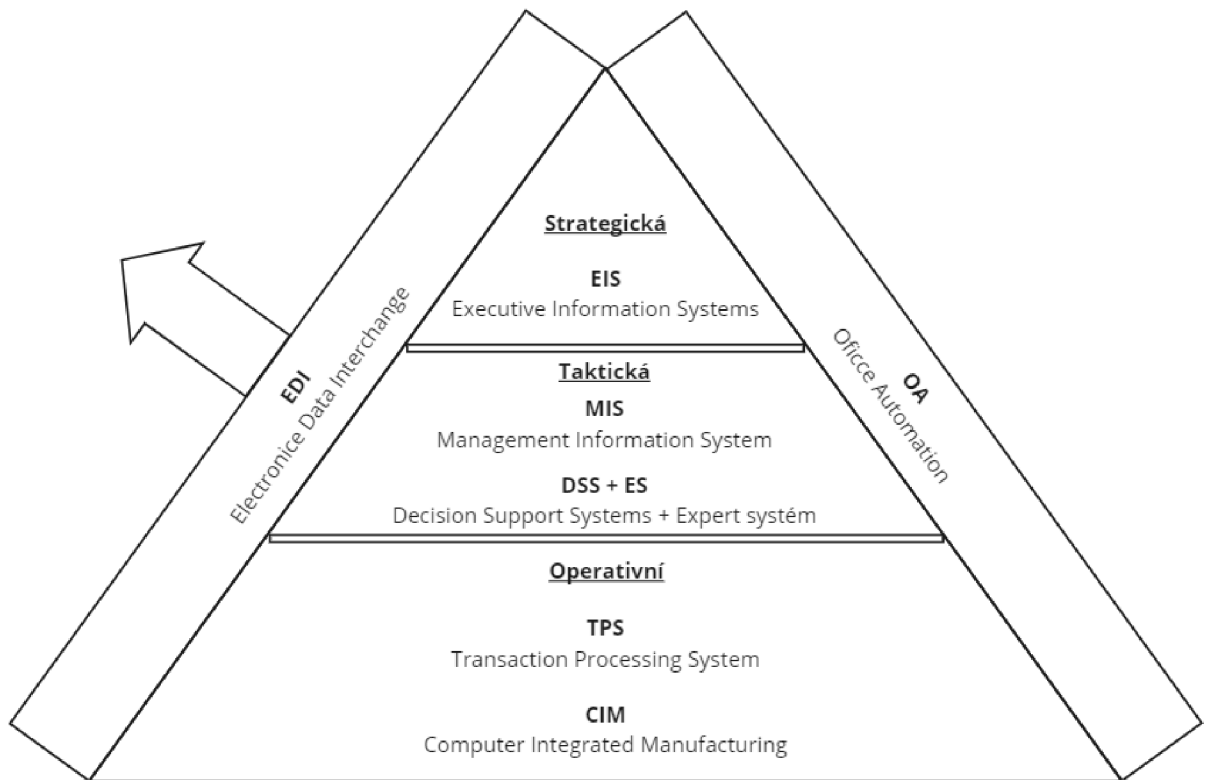 Strategická
EIS
Executive Information Systems
Taktická
MIS
Management Information System
DSS + ES
Decision Support Systems + Expert systém
Operativní
TPS
Transaction Processing System
CIM
Computer Integrated Manufacturing
EDI
Electronice Data Interchange
OA
Oficce Automation